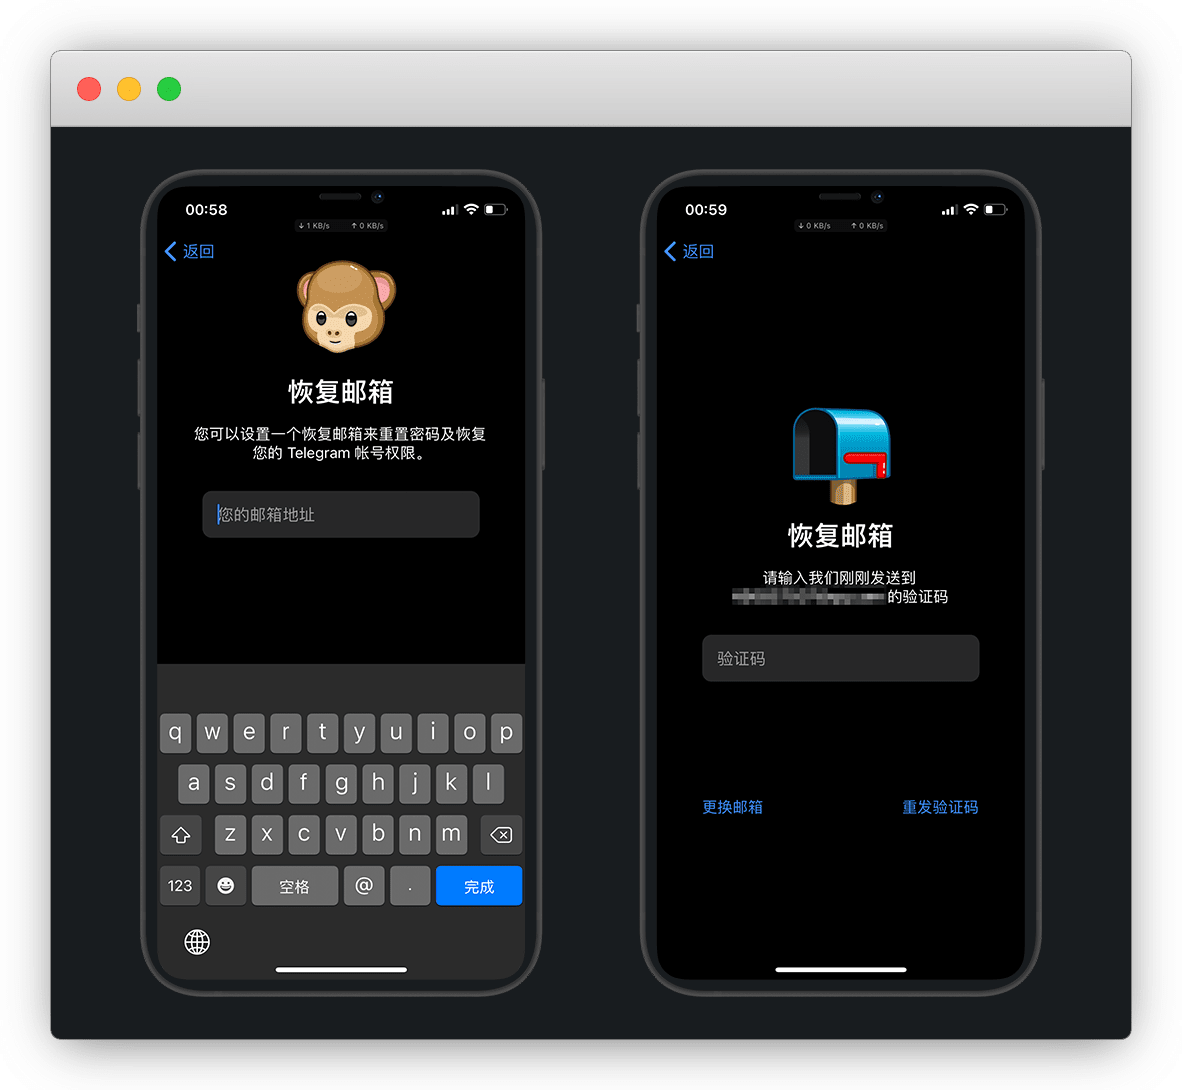 00:58
↓ 1 KB/s ↑ 0 KB/s
返回
恢复邮箱
您可以设置一个恢复邮箱来重置密码及恢复
您的 Telegram 帐号权限。
您的邮箱地址
q w e r t y u i o p
a s d f g h j k l
z x c v b n m
123 空格 @ . 完成
00:59
↓ 0 KB/s ↑ 0 KB/s
返回
恢复邮箱
请输入我们刚刚发送到
的验证码
验证码
更换邮箱 重发验证码